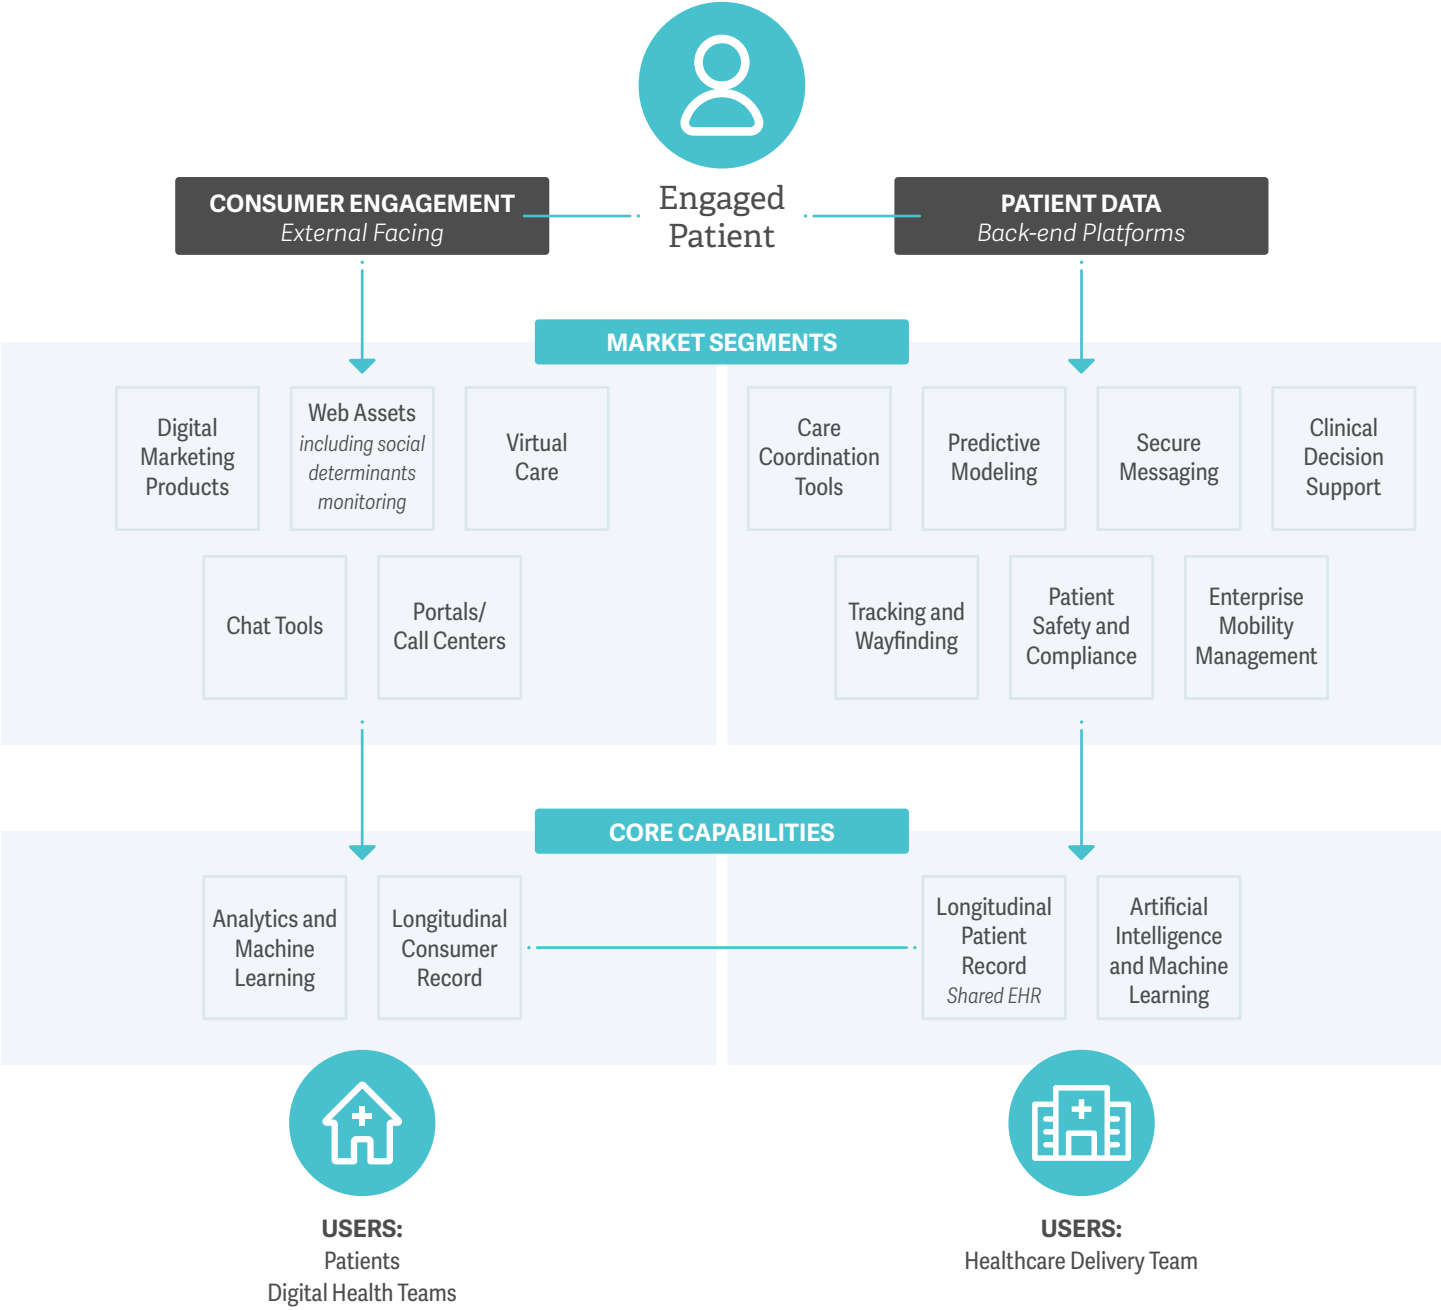 Engaged
Patient
CONSUMER ENGAGEMENT
External Facing
PATIENT DATA
Back-end Platforms
MARKET SEGMENTS
Digital
Marketing
Products
Web Assets
including social
determinants
monitoring
Virtual
Care
Chat Tools
Portals/
Call Centers
Care
Coordination
Tools
Predictive
Modeling
Secure
Messaging
Clinical
Decision
Support
Tracking and
Wayfinding
Patient
Safety and
Compliance
Enterprise
Mobility
Management
CORE CAPABILITIES
Analytics and
Machine
Learning
Longitudinal
Consumer
Record
Longitudinal
Patient
Record
Shared EHR
Artificial
Intelligence
and Machine
Learning
USERS:
Patients
Digital Health Teams
USERS:
Healthcare Delivery Team